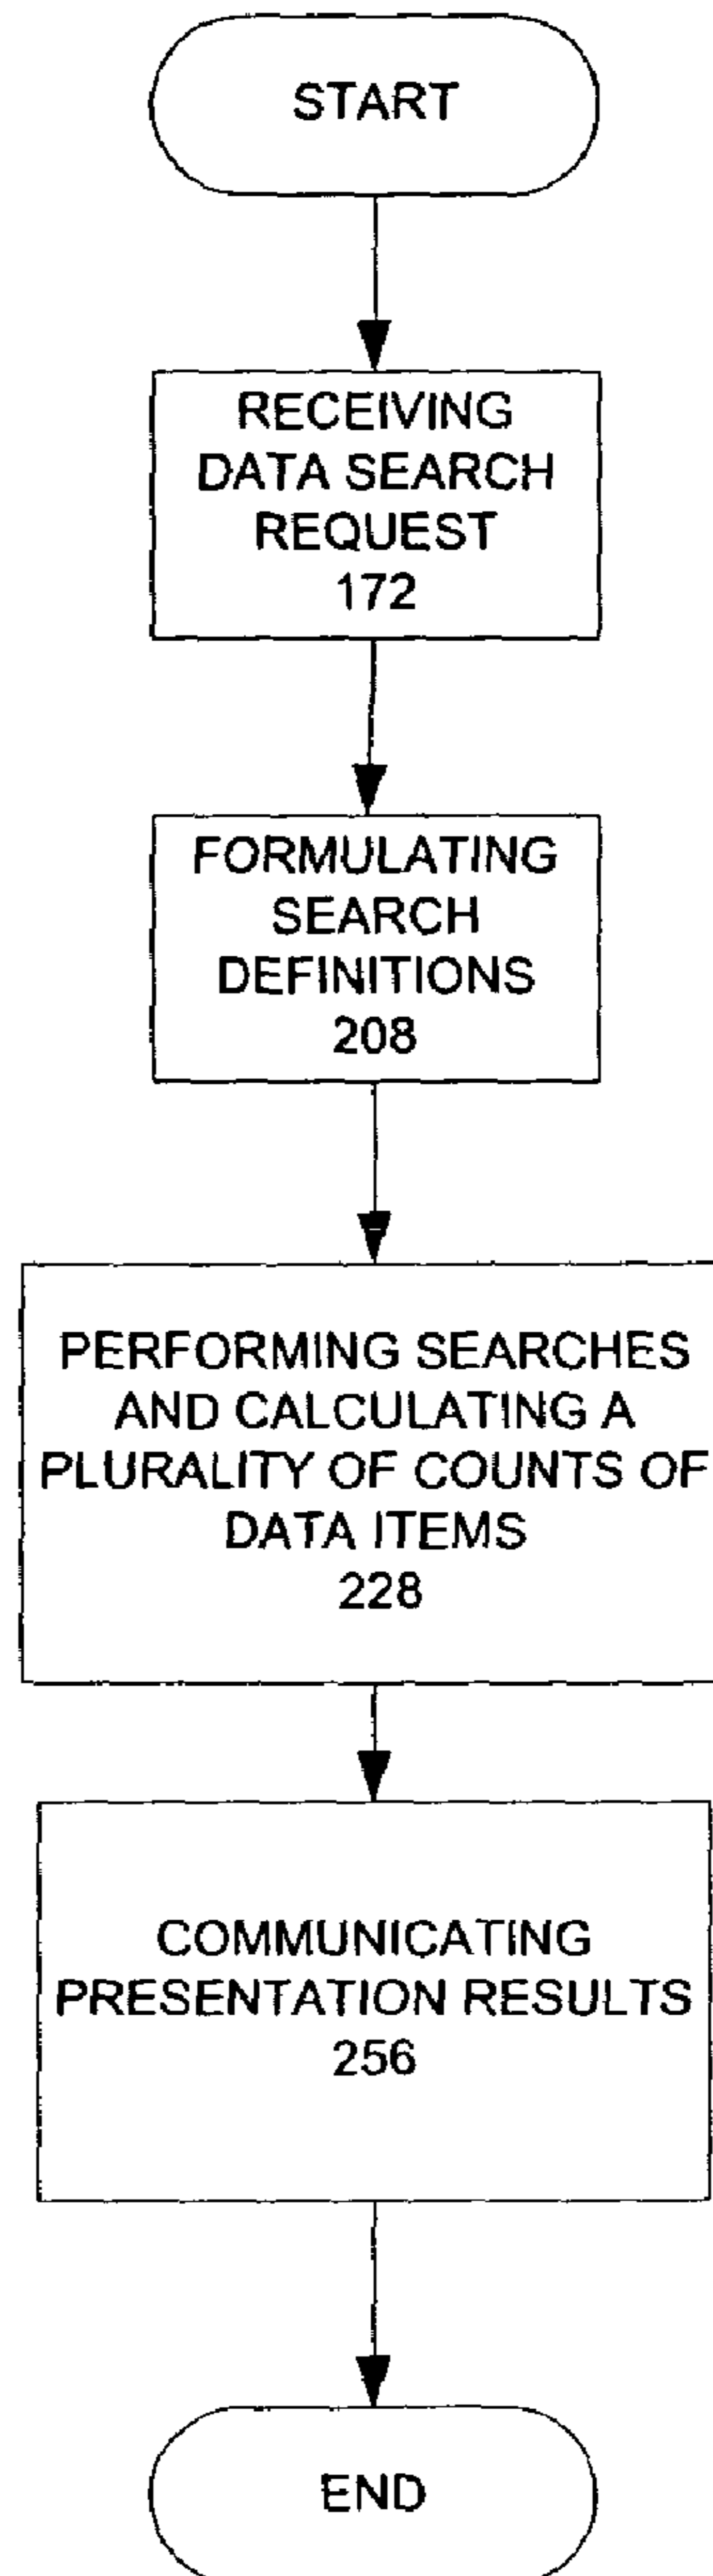 START
RECEIVING
DATA SEARCH
REQUEST
172
FORMULATING
SEARCH
DEFINITIONS
208
PERFORMING SEARCHES
AND CALCULATING A
PLURALITY OF COUNTS OF
DATA ITEMS
228
COMMUNICATING
PRESENTATION RESULTS
256
END